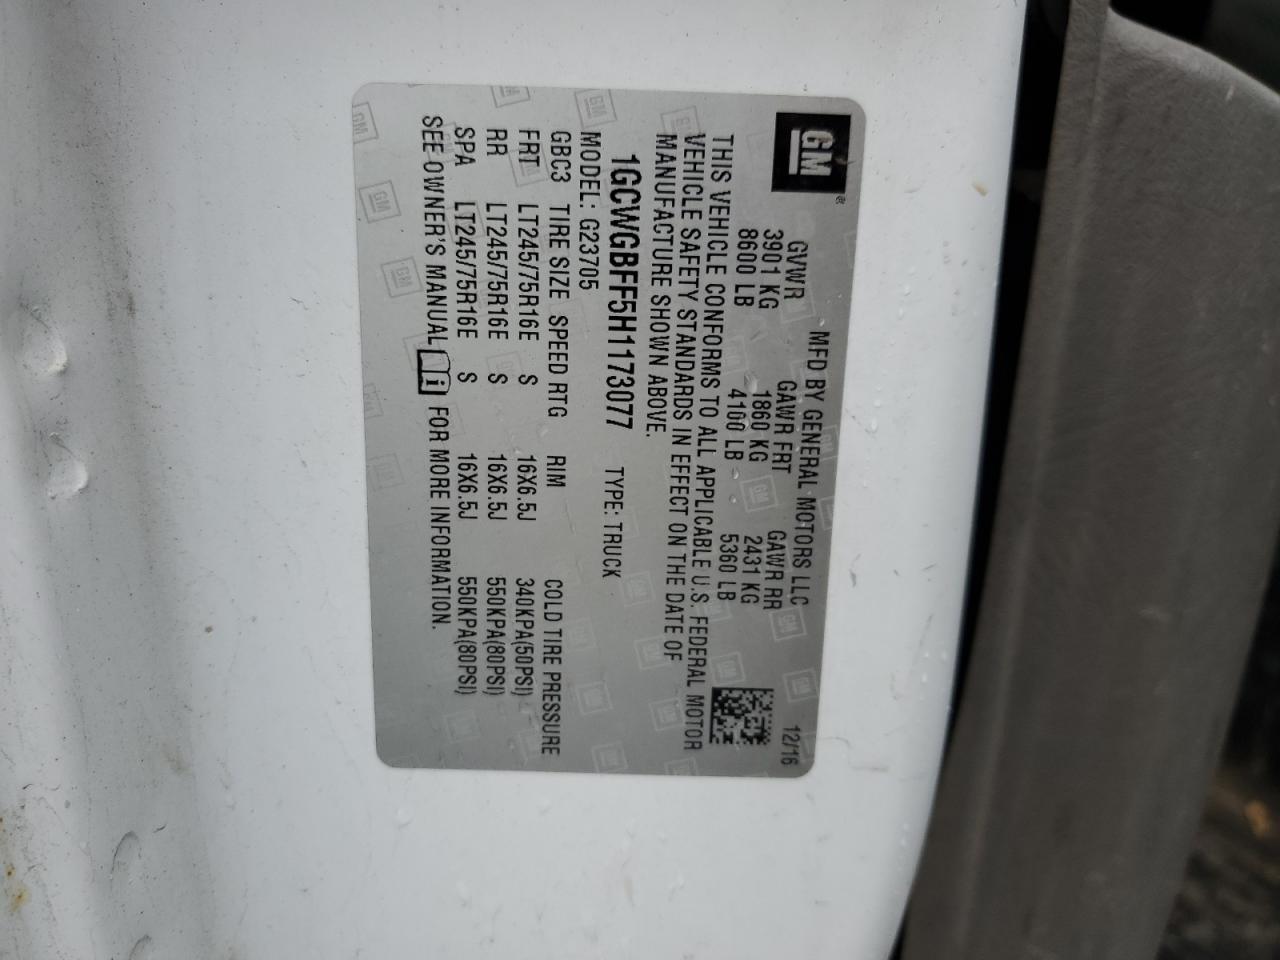 GM®
MFD BY GENERAL MOTORS LLC 12/16
GVWR GAWR FRT GAWR RR
3901 KG 1860 KG 2431 KG
8600 LB 4160 LB 5360 LB
THIS VEHICLE CONFORMS TO ALL APPLICABLE U.S. FEDERAL MOTOR
VEHICLE SAFETY STANDARDS IN EFFECT ON THE DATE OF
MANUFACTURE SHOWN ABOVE.
1GCWGBFF5H1173077 TYPE: TRUCK
MODEL: G23705
GBC3 TIRE SIZE SPEED RTG RIM COLD TIRE PRESSURE
FRT LT245/75R16E S 16X6.5J 340KPA(50PSI)
RR LT245/75R16E S 16X6.5J 550KPA(80PSI)
SPA LT245/75R16E S 16X6.5J 550KPA(80PSI)
SEE OWNER'S MANUAL i FOR MORE INFORMATION.